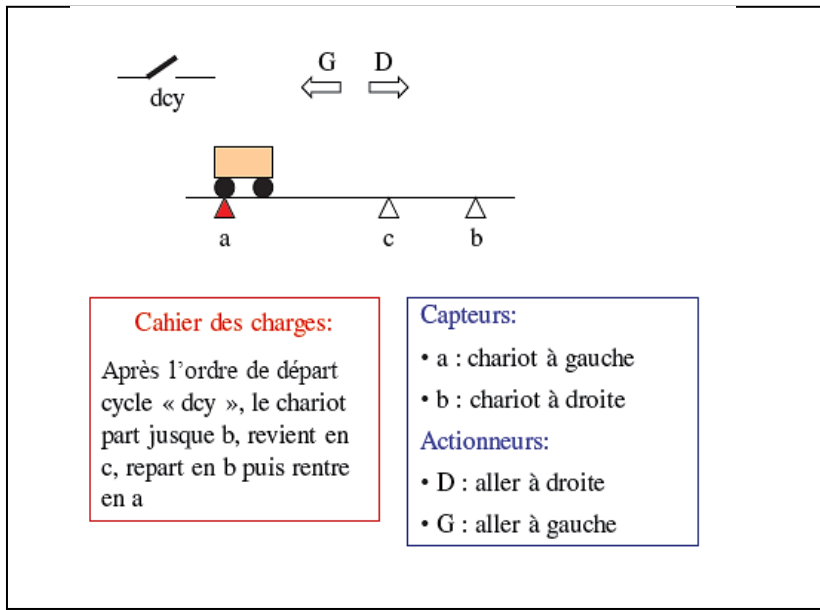 G D
dcy
a c b
Cahier des charges:
Après l’ordre de départ
cycle « dcy », le chariot
part jusque b, revient en
c, repart en b puis rentre
en a
Capteurs:
• a : chariot à gauche
• b : chariot à droite
Actionneurs:
• D : aller à droite
• G : aller à gauche